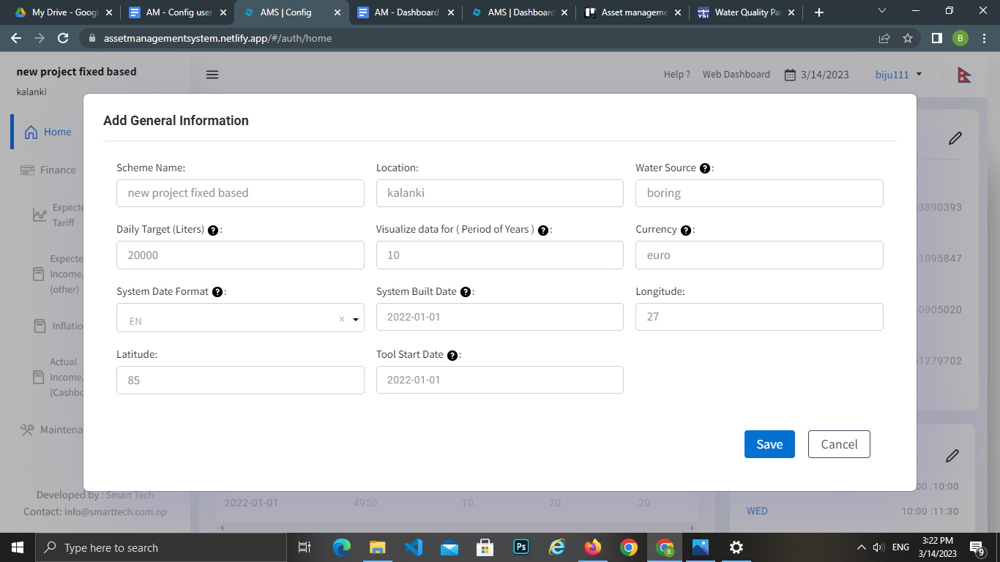 My Drive - Googl
AM - Config user
AMS | Config
AM - Dashboard
AMS | Dashboard
Asset manageme
Water Quality Pa
assetmanagementsystem.netlify.app/#/auth/home
B
new project fixed based
kalanki
Help ?
Web Dashboard
3/14/2023
biju111
Home
Finance
Expecte
Tariff
Expecte
Income/
(other)
Inflatio
Actual
Income/
(Cashbo
Maintena
Developed by : Smart Tech
Contact: info@smarttech.com.np
Add General Information
Scheme Name:
new project fixed based
Location:
kalanki
Water Source ? :
boring
Daily Target (Liters) ? :
20000
Visualize data for ( Period of Years ) ? :
10
Currency ? :
euro
System Date Format ? :
EN ×
System Built Date ? :
2022-01-01
Longitude:
27
Latitude:
85
Tool Start Date ? :
2022-01-01
Save
Cancel
3890393
1095847
0905020
1279702
2022-01-01 4950 10 20 20
00 :10:00
WED 10:00 :11:30
Type here to search
Ps
B
ENG
3:22 PM
3/14/2023
9